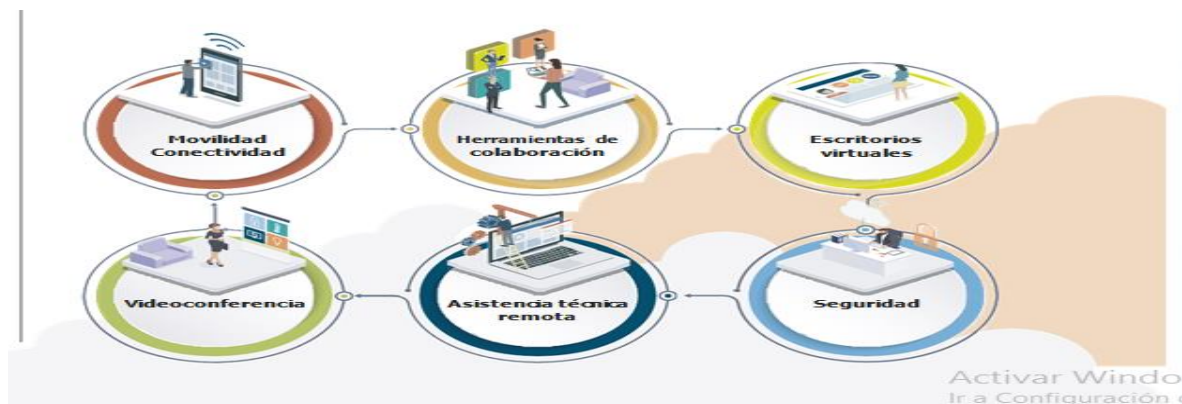 Movilidad
Conectividad
Herramientas de
colaboración
Escritorios
virtuales
Videoconferencia
Asistencia técnica
remota
Seguridad
Activar Windo
Ir a Configuración